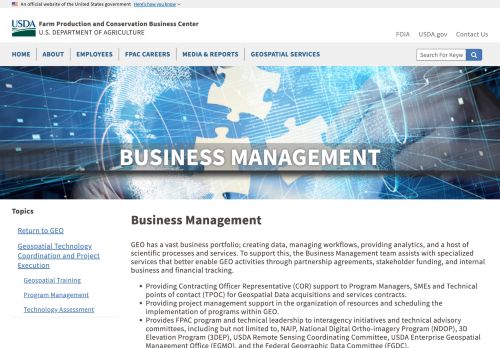 An official website of the United States government Here's how you know
USDA Farm Production and Conservation Business Center
U.S. DEPARTMENT OF AGRICULTURE
FOIA USDA.gov Contact Us
HOME ABOUT EMPLOYEES FPAC CAREERS MEDIA & REPORTS GEOSPATIAL SERVICES
Search For Keyw
BUSINESS MANAGEMENT
Topics
Return to GEO
Geospatial Technology
Coordination and Project
Execution
Geospatial Training
Program Management
Technology Assessment
Business Management
GEO has a vast business portfolio; creating data, managing workflows, providing analytics, and a host of
scientific processes and services. To support this, the Business Management team assists with specialized
services that better enable GEO activities through partnership agreements, stakeholder funding, and internal
business and financial tracking.
• Providing Contracting Officer Representative (COR) support to Program Managers, SMEs and Technical
points of contact (TPOC) for Geospatial Data acquisitions and services contracts.
• Providing project management support in the organization of resources and scheduling the
implementation of programs within GEO.
• Provides FPAC program and technical leadership to interagency initiatives and technical advisory
committees, including but not limited to, NAIP, National Digital Ortho-imagery Program (NDOP), 3D
Elevation Program (3DEP), USDA Remote Sensing Coordinating Committee, USDA Enterprise Geospatial
Management Office (EGMO), and the Federal Geographic Data Committee (FGDC).